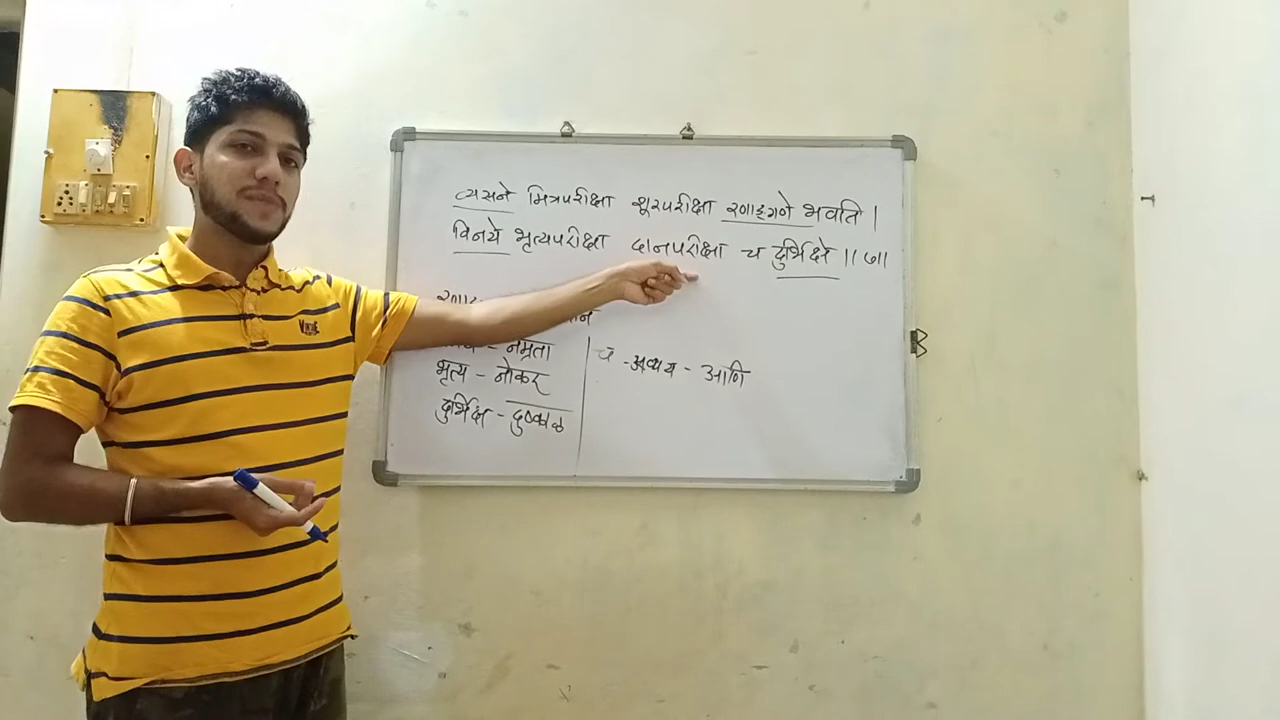 व्यसने मित्रपरीक्षा शूरपरीक्षा रणाङ्गणे भवति ।
विनये भृत्यपरीक्षा दानपरीक्षा च दुर्भिक्षे ॥७॥
- नम्रता
भृत्य - नोकर
दुर्भिक्ष - दुष्काळ
च - अव्यय - आणि